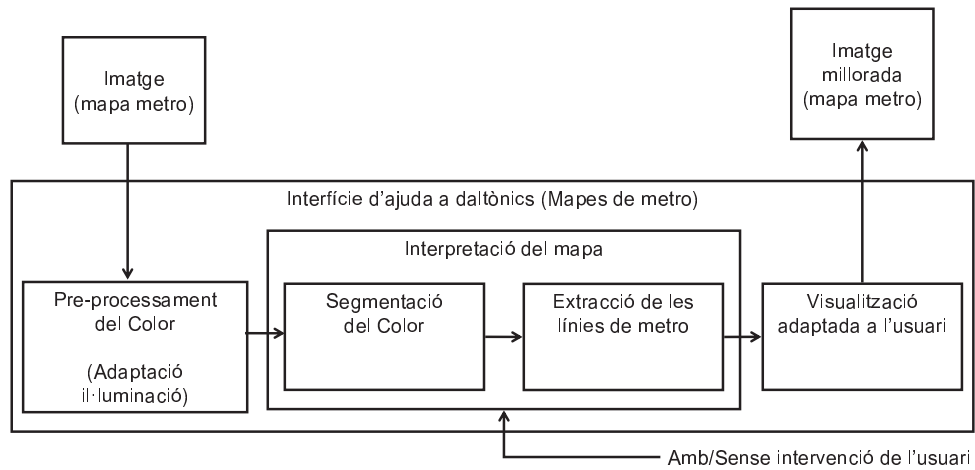 Imatge
(mapa metro)
Imatge
millorada
(mapa metro)
Interfície d'ajuda a daltònics (Mapes de metro)
Interpretació del mapa
Pre-processament
del Color
(Adaptació
il·luminació)
Segmentació
del Color
Extracció de les
línies de metro
Visualització
adaptada a l'usuari
Amb/Sense intervenció de l'usuari